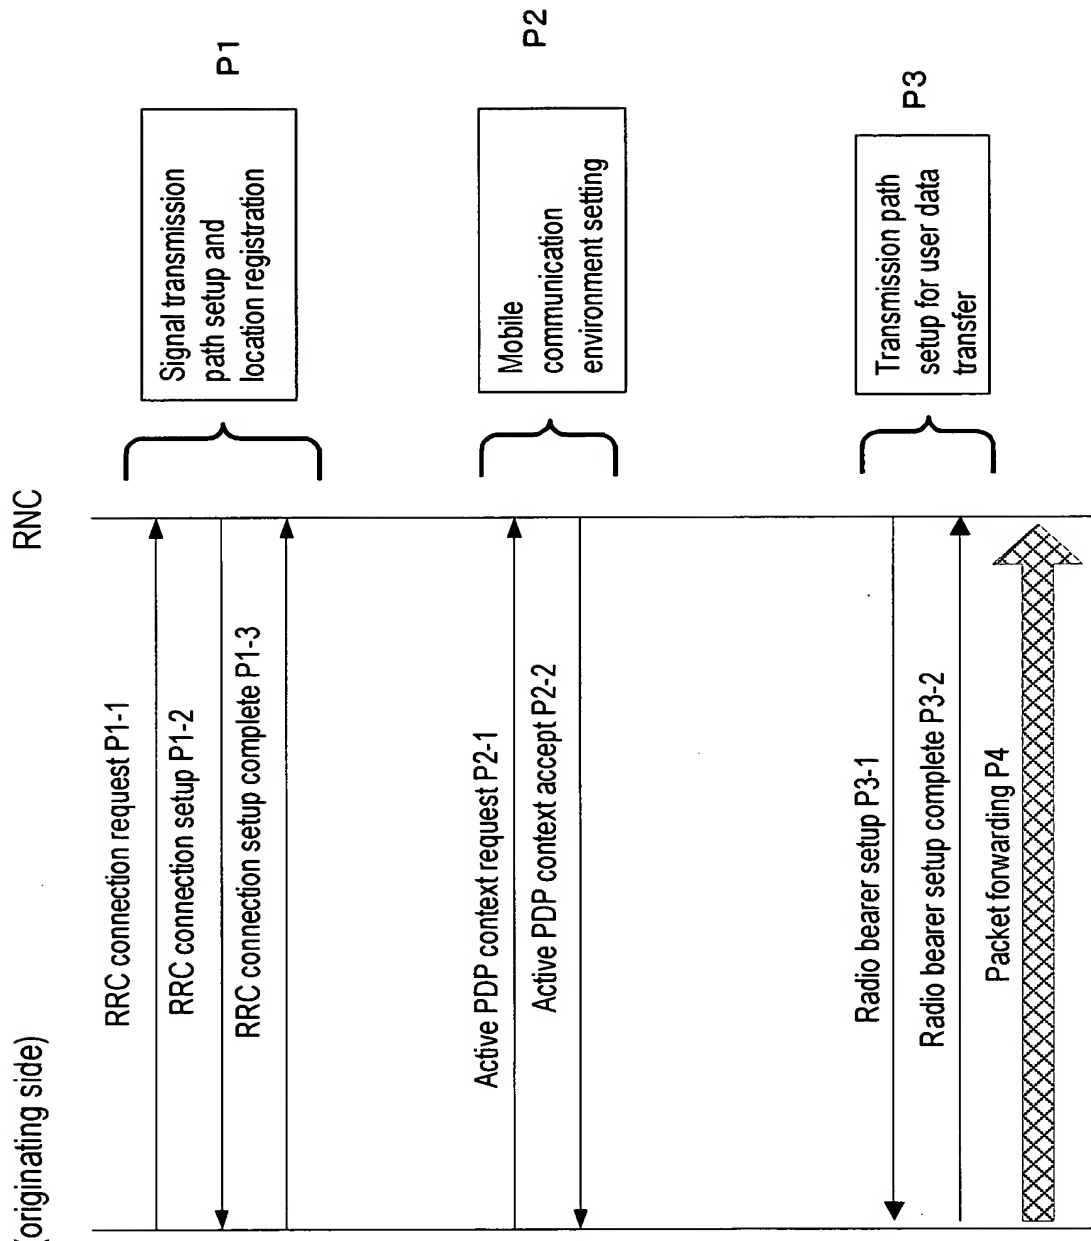 (originating side)
RNC
RRC connection request P1-1
RRC connection setup P1-2
RRC connection setup complete P1-3
Signal transmission
path setup and
location registration
P1
Active PDP context request P2-1
Active PDP context accept P2-2
Mobile
communication
environment setting
P2
Radio bearer setup P3-1
Radio bearer setup complete P3-2
Transmission path
setup for user data
transfer
P3
Packet forwarding P4